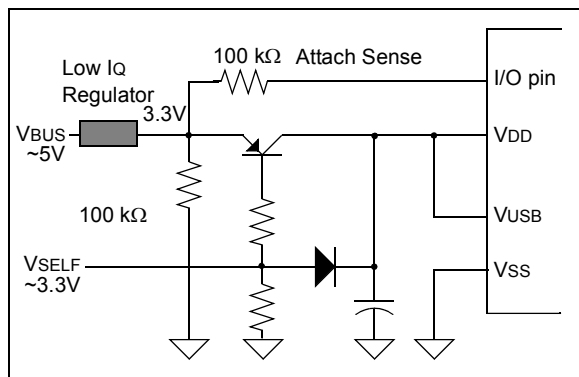 100 kΩ Attach Sense
Low IQ
Regulator
3.3V
I/O pin
VBUS
~5V
VDD
100 kΩ
VUSB
VSELF
~3.3V
VSS